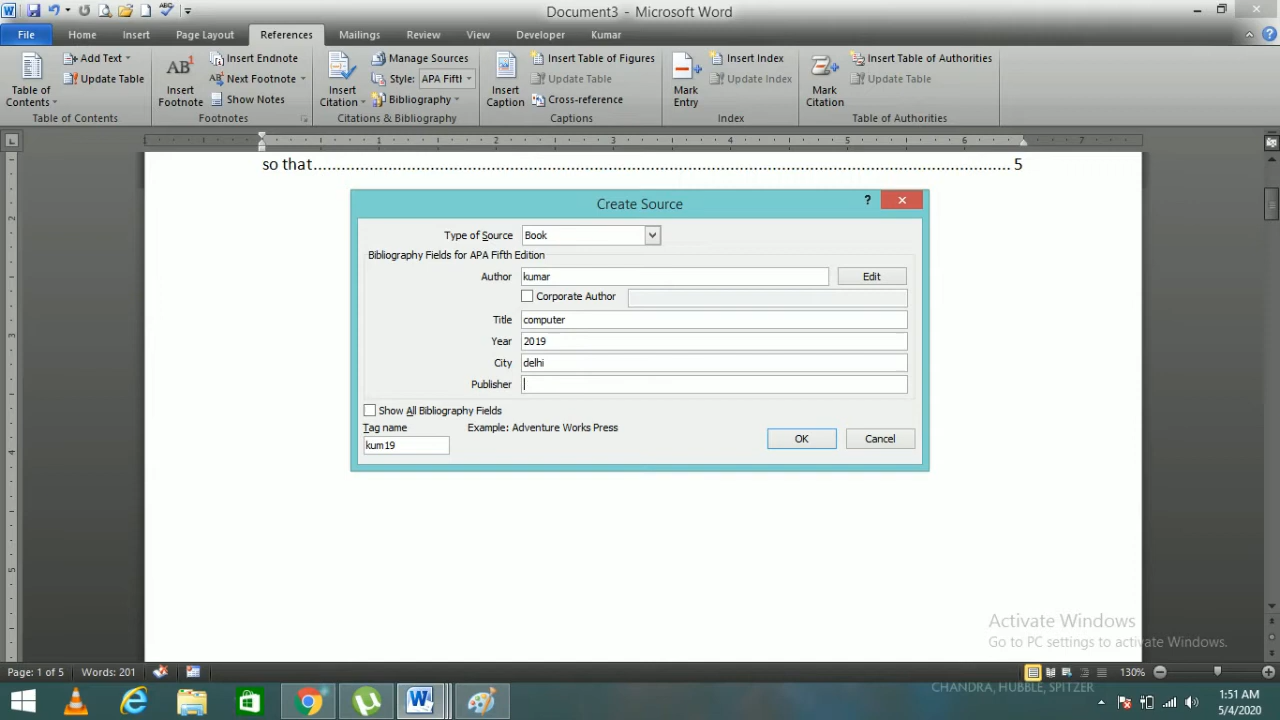 Document3 - Microsoft Word
File Home Insert Page Layout References Mailings Review View Developer Kumar
Table of Contents
Add Text
Update Table
Table of Contents
AB¹ Insert Footnote
Insert Endnote
Next Footnote
Show Notes
Footnotes
Insert Citation
Manage Sources
Style: APA Fiftl
Bibliography
Citations & Bibliography
Insert Caption
Insert Table of Figures
Update Table
Cross-reference
Captions
Mark Entry
Insert Index
Update Index
Index
Mark Citation
Insert Table of Authorities
Update Table
Table of Authorities
so that........................................................................................................................................ 5
Create Source
Type of Source Book
Bibliography Fields for APA Fifth Edition
Author kumar Edit
Corporate Author
Title computer
Year 2019
City delhi
Publisher
Show All Bibliography Fields
Tag name Example: Adventure Works Press
kum19
OK Cancel
Activate Windows
Go to PC settings to activate Windows.
Page: 1 of 5 Words: 201 130%
CHANDRA, HUBBLE, SPITZER
1:51 AM
5/4/2020